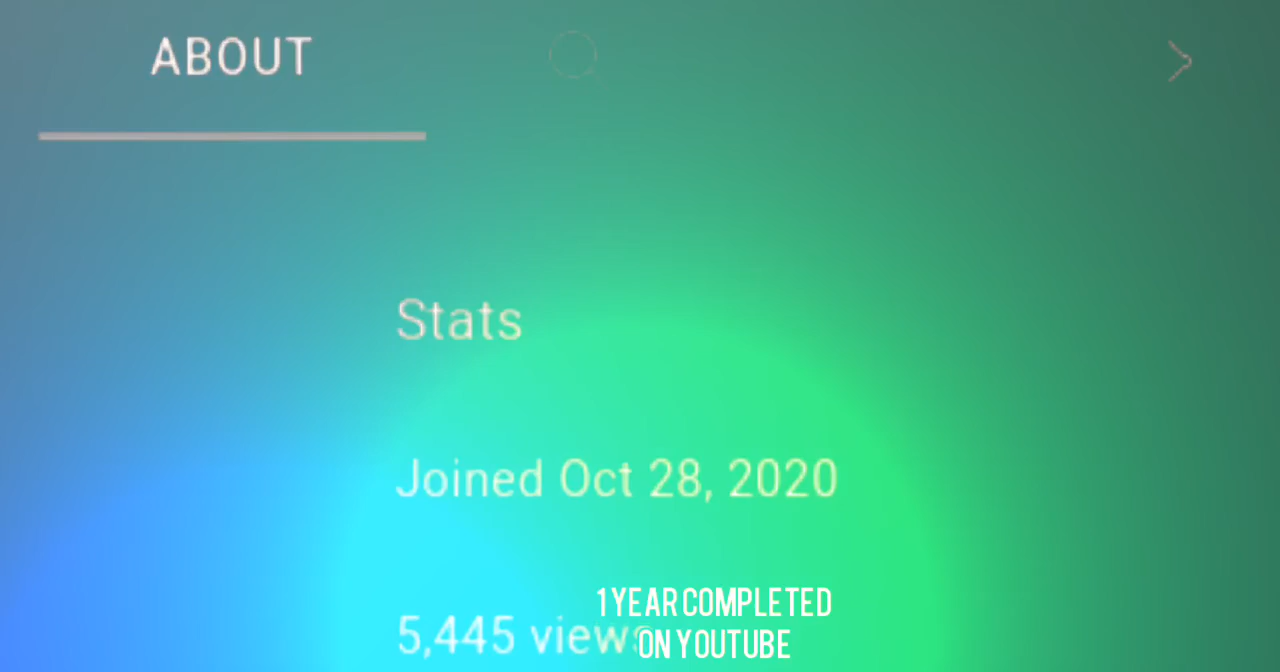 ABOUT
Stats
Joined Oct 28, 2020
5,445 views
1 YEAR COMPLETED
ON YOUTUBE